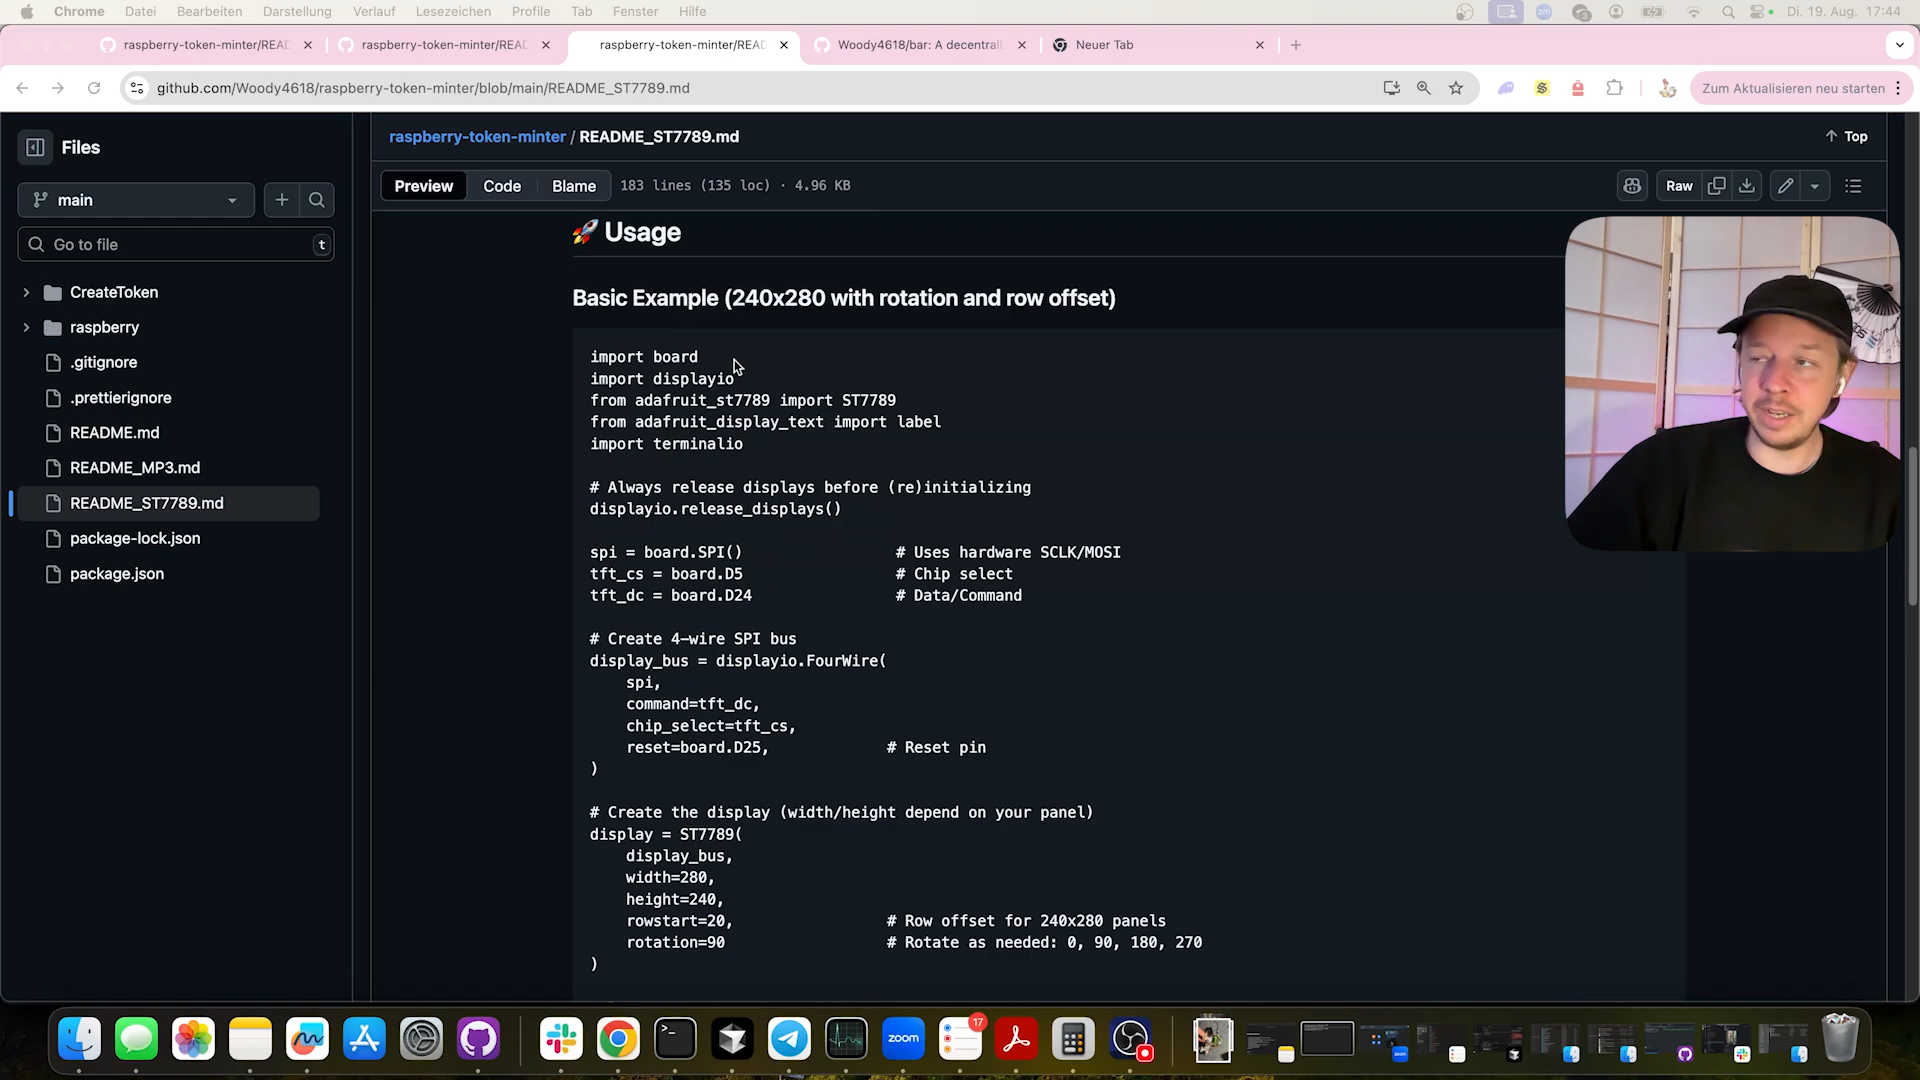 Chrome Datei Bearbeiten Darstellung Verlauf Lesezeichen Profile Tab Fenster Hilfe Di. 19. Aug. 17:44
raspberry-token-minter/REA raspberry-token-minter/REA raspberry-token-minter/REA Woody4618/bar: A decentrali Neuer Tab
github.com/Woody4618/raspberry-token-minter/blob/main/README_ST7789.md Zum Aktualisieren neu starten
Files
main
Go to file t
CreateToken
raspberry
.gitignore
.prettierignore
README.md
README_MP3.md
README_ST7789.md
package-lock.json
package.json
raspberry-token-minter / README_ST7789.md Top
Preview Code Blame 183 lines (135 loc) · 4.96 KB Raw
🚀 Usage
Basic Example (240x280 with rotation and row offset)
import board
import displayio
from adafruit_st7789 import ST7789
from adafruit_display_text import label
import terminalio
# Always release displays before (re)initializing
displayio.release_displays()
spi = board.SPI() # Uses hardware SCLK/MOSI
tft_cs = board.D5 # Chip select
tft_dc = board.D24 # Data/Command
# Create 4-wire SPI bus
display_bus = displayio.FourWire(
spi,
command=tft_dc,
chip_select=tft_cs,
reset=board.D25, # Reset pin
)
# Create the display (width/height depend on your panel)
display = ST7789(
display_bus,
width=280,
height=240,
rowstart=20, # Row offset for 240x280 panels
rotation=90 # Rotate as needed: 0, 90, 180, 270
)
zoom
17